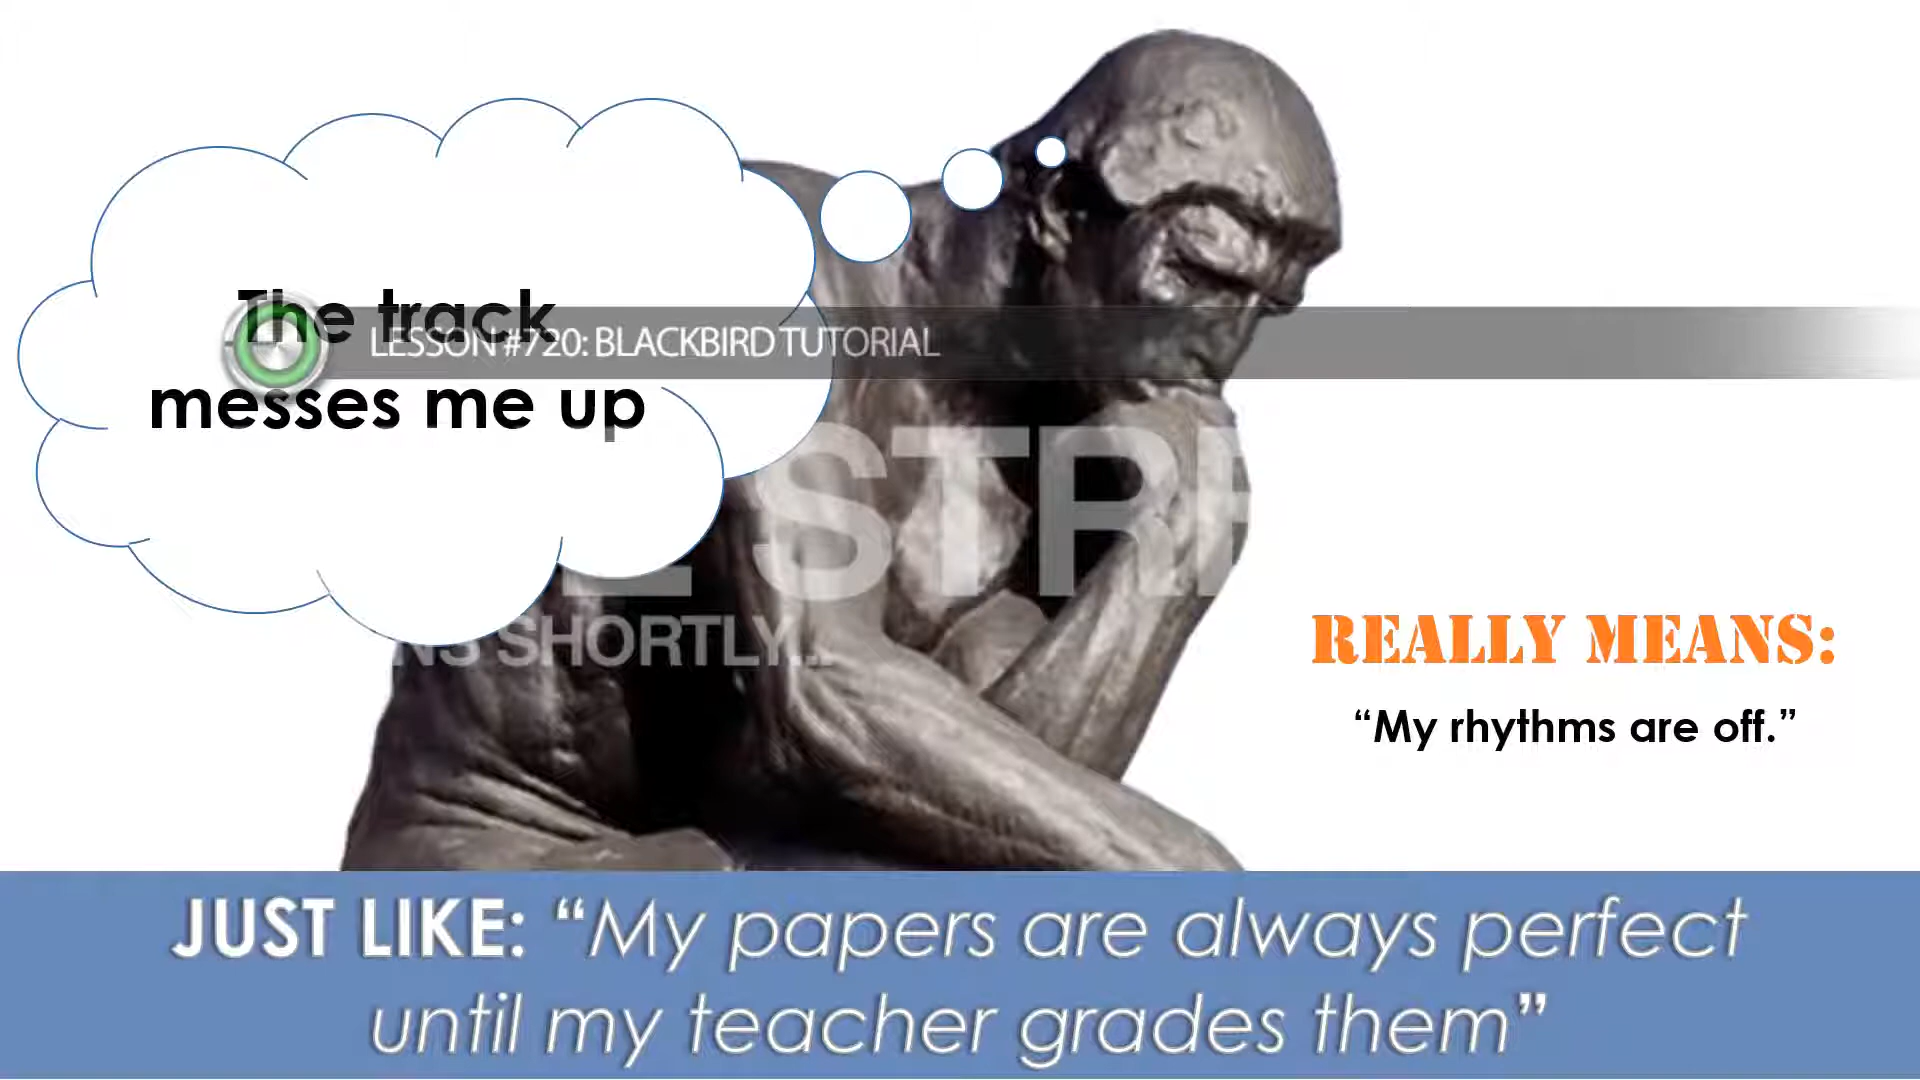 The track
LESSON #720: BLACKBIRD TUTORIAL
messes me up
STR
SHORTLY...
REALLY MEANS:
“My rhythms are off.”
JUST LIKE: “My papers are always perfect
until my teacher grades them”